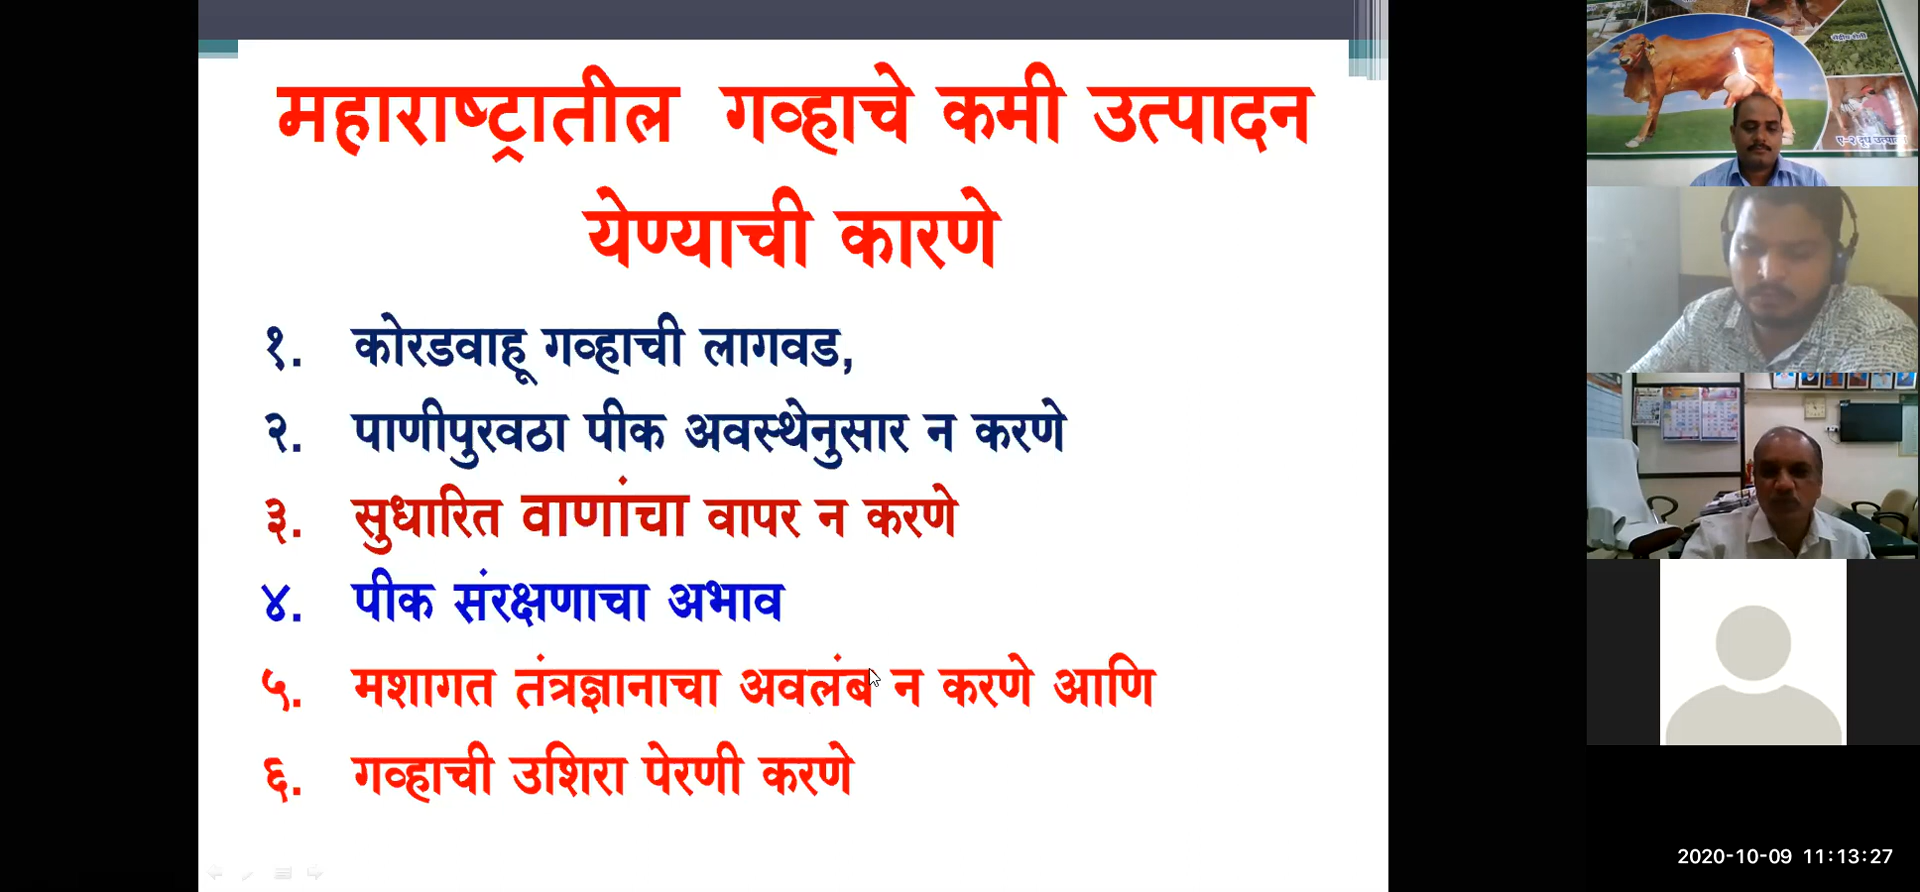 महाराष्ट्रातील गव्हाचे कमी उत्पादन
येण्याची कारणे
१. कोरडवाहू गव्हाची लागवड,
२. पाणीपुरवठा पीक अवस्थेनुसार न करणे
३. सुधारित वाणांचा वापर न करणे
४. पीक संरक्षणाचा अभाव
५. मशागत तंत्रज्ञानाचा अवलंब न करणे आणि
६. गव्हाची उशिरा पेरणी करणे
2020-10-09 11:13:27